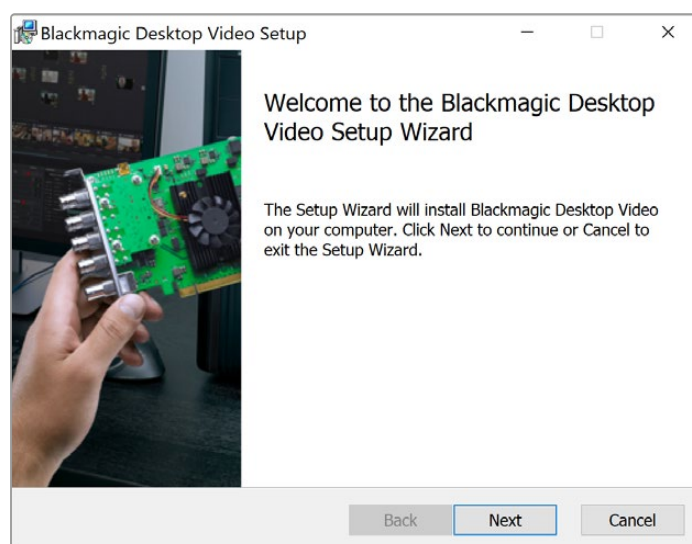 Blackmagic Desktop Video Setup
Welcome to the Blackmagic Desktop
Video Setup Wizard
The Setup Wizard will install Blackmagic Desktop Video
on your computer. Click Next to continue or Cancel to
exit the Setup Wizard.
Back Next Cancel